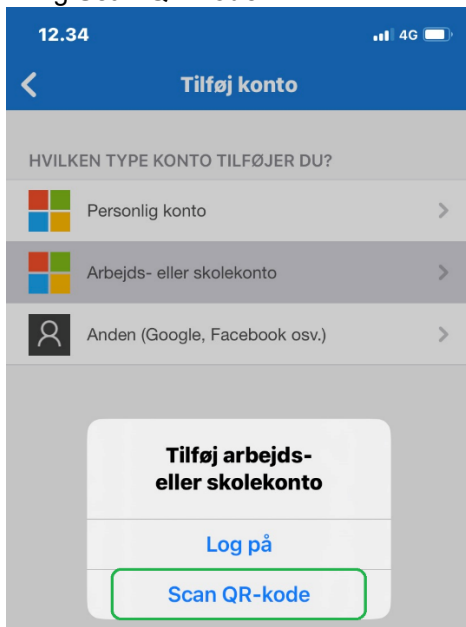 12.34 4G
Tilføj konto
HVILKEN TYPE KONTO TILFØJER DU?
Personlig konto
Arbejds- eller skolekonto
Anden (Google, Facebook osv.)
Tilføj arbejds-
eller skolekonto
Log på
Scan QR-kode